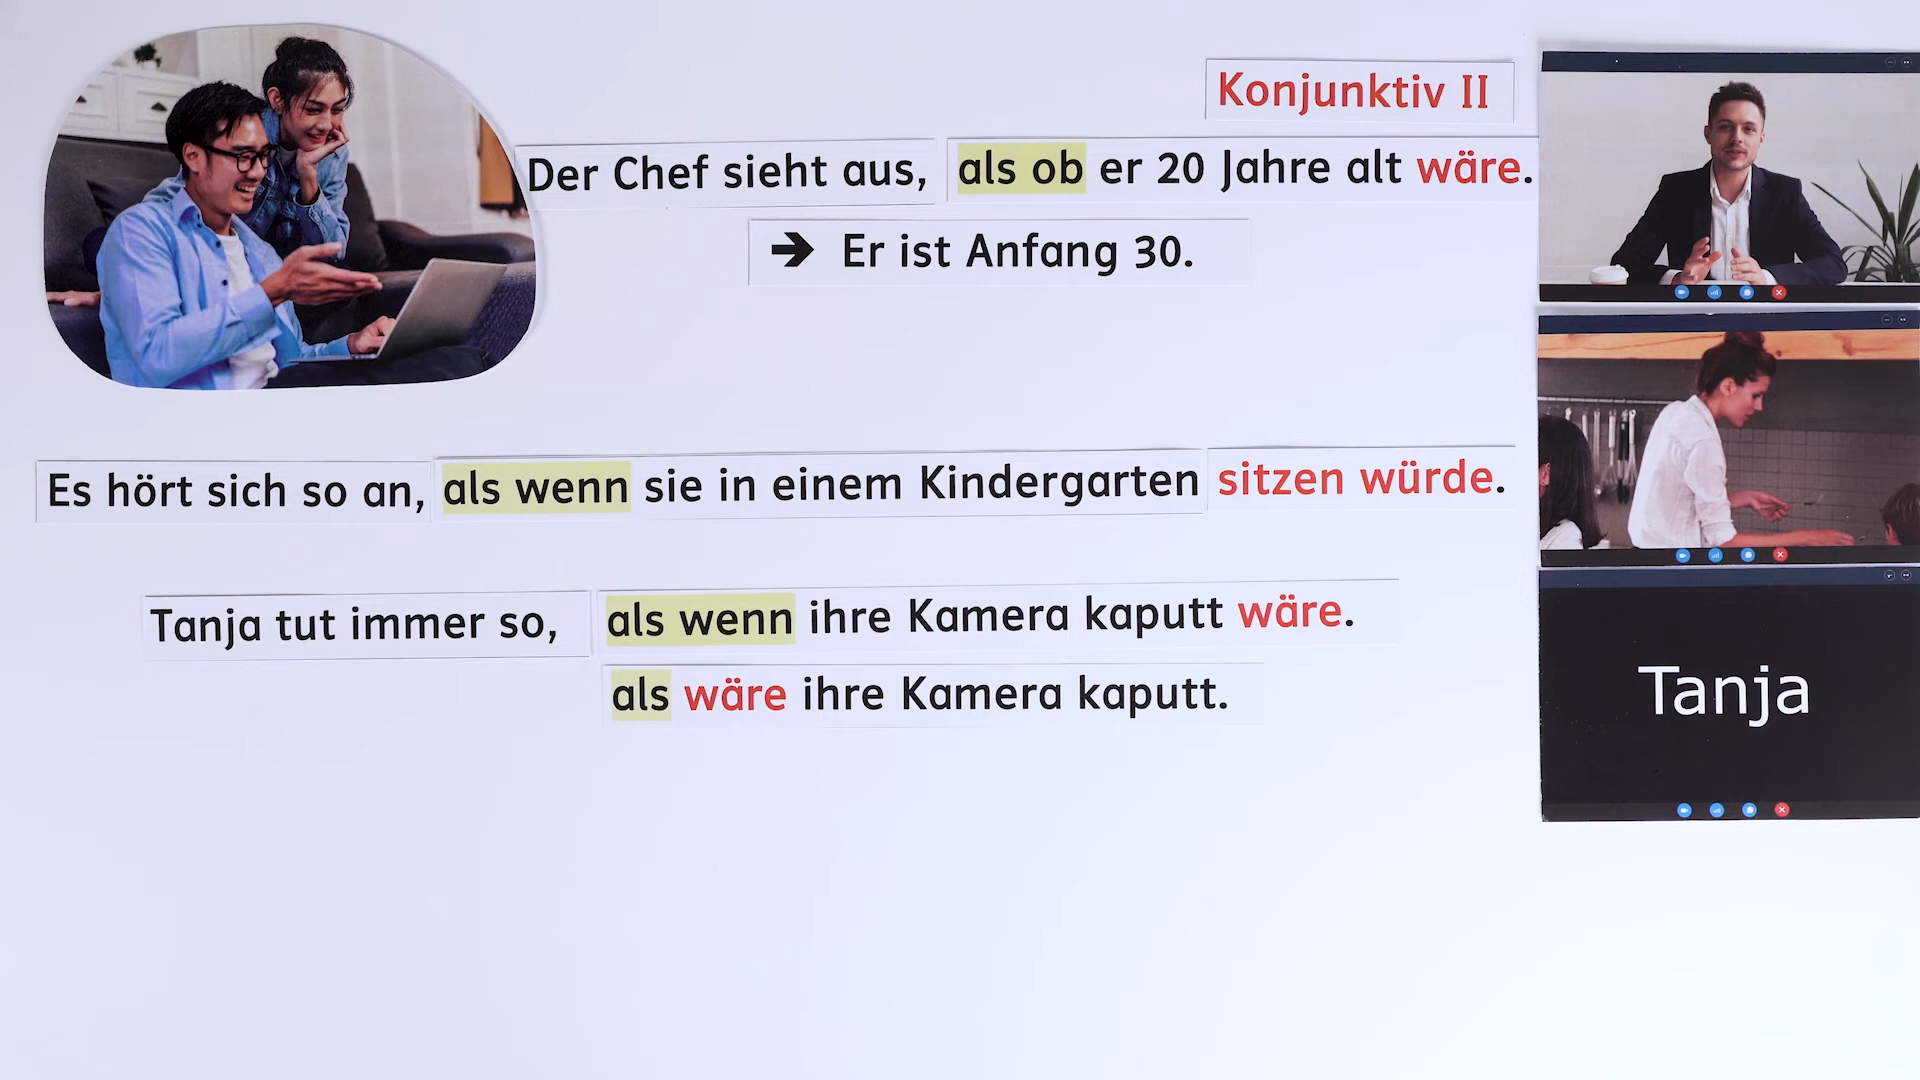 Konjunktiv II
Der Chef sieht aus, als ob er 20 Jahre alt wäre.
➔ Er ist Anfang 30.
Es hört sich so an, als wenn sie in einem Kindergarten sitzen würde.
Tanja tut immer so, als wenn ihre Kamera kaputt wäre.
als wäre ihre Kamera kaputt.
Tanja